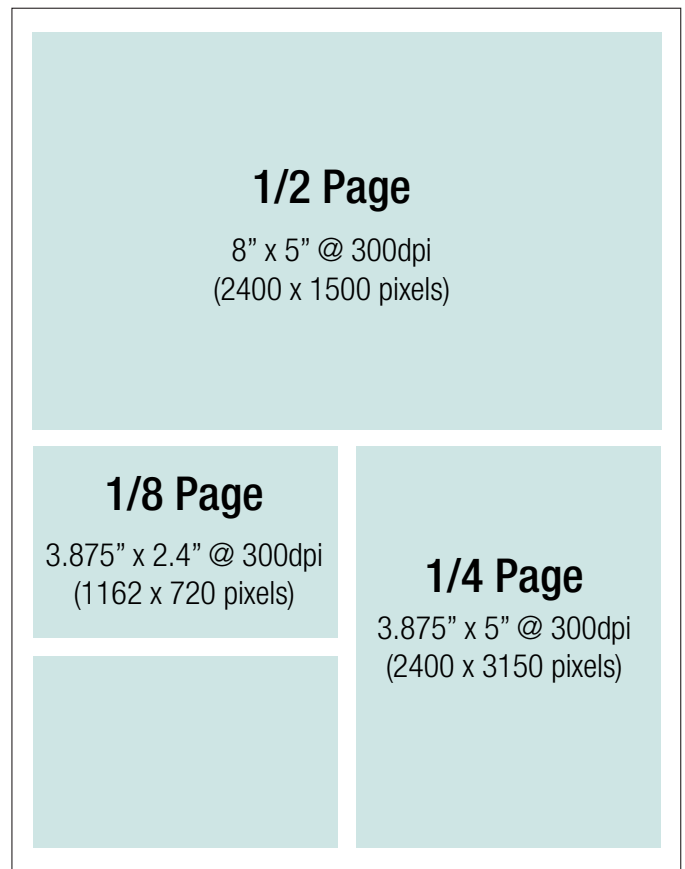 1/2 Page
8” x 5” @ 300dpi
(2400 x 1500 pixels)
1/8 Page
3.875” x 2.4” @ 300dpi
(1162 x 720 pixels)
1/4 Page
3.875” x 5” @ 300dpi
(2400 x 3150 pixels)